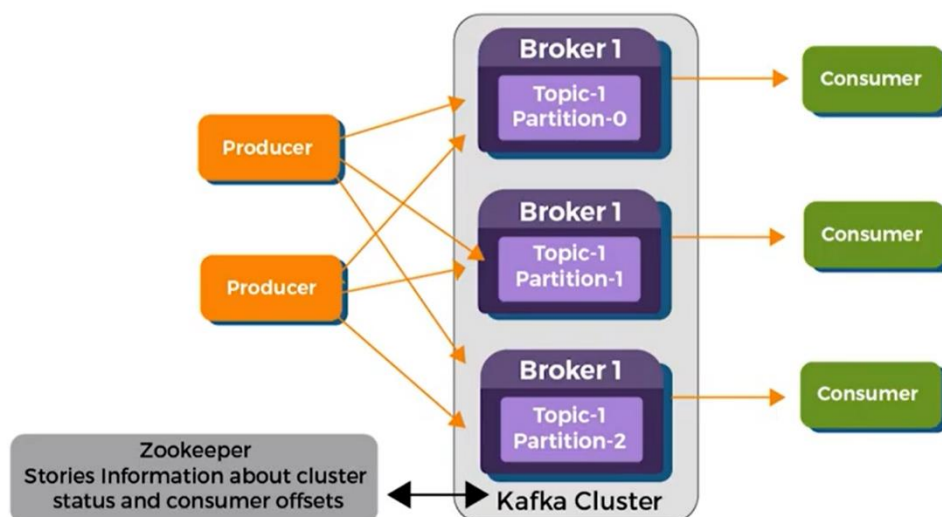 Broker 1
Topic-1
Partition-0
Consumer
Producer
Broker 1
Topic-1
Partition-1
Consumer
Producer
Broker 1
Topic-1
Partition-2
Consumer
Zookeeper
Stories Information about cluster
status and consumer offsets
Kafka Cluster